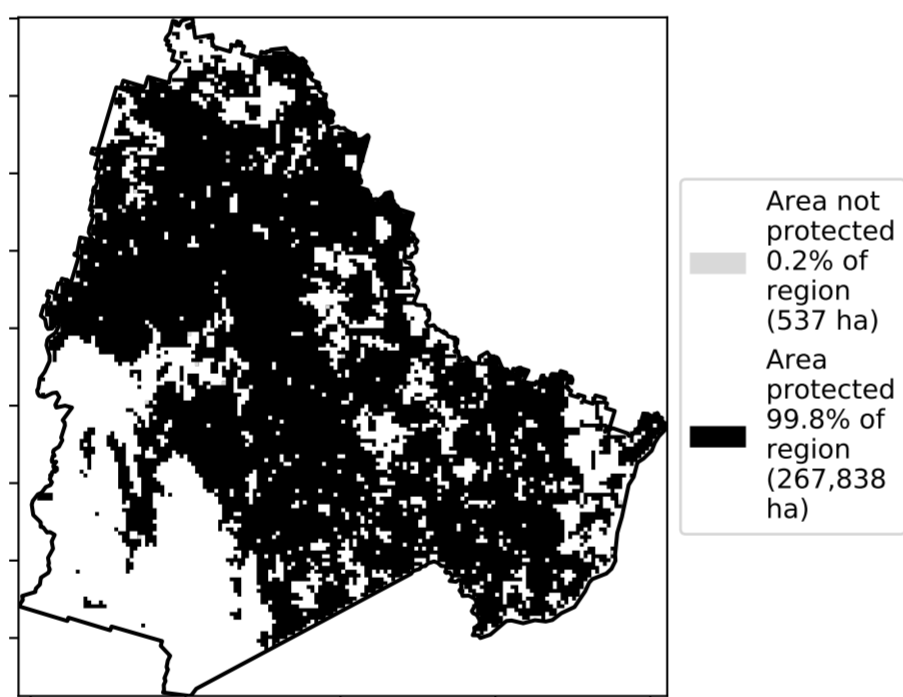 Area not
protected
0.2% of
region
(537 ha)
Area
protected
99.8% of
region
(267,838
ha)